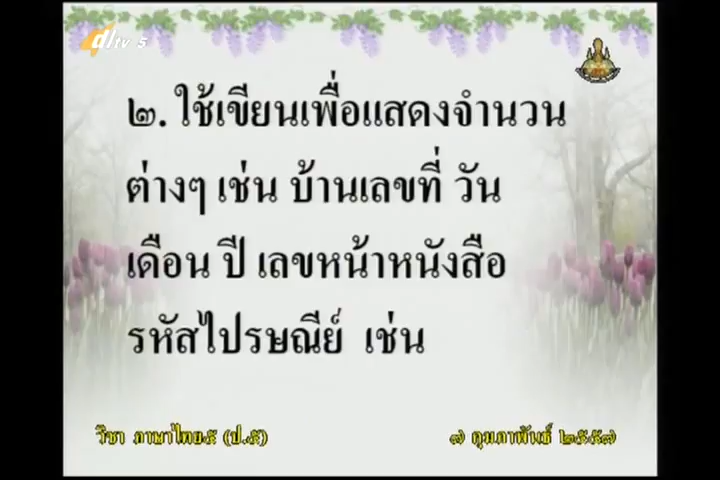 dltv 5
๒. ใช้เขียนเพื่อแสดงจำนวน
ต่างๆ เช่น บ้านเลขที่ วัน
เดือน ปี เลขหน้าหนังสือ
รหัสไปรษณีย์ เช่น
วิชา ภาษาไทย๕ (ป.๕)
๗ กุมภาพันธ์ ๒๕๕๗